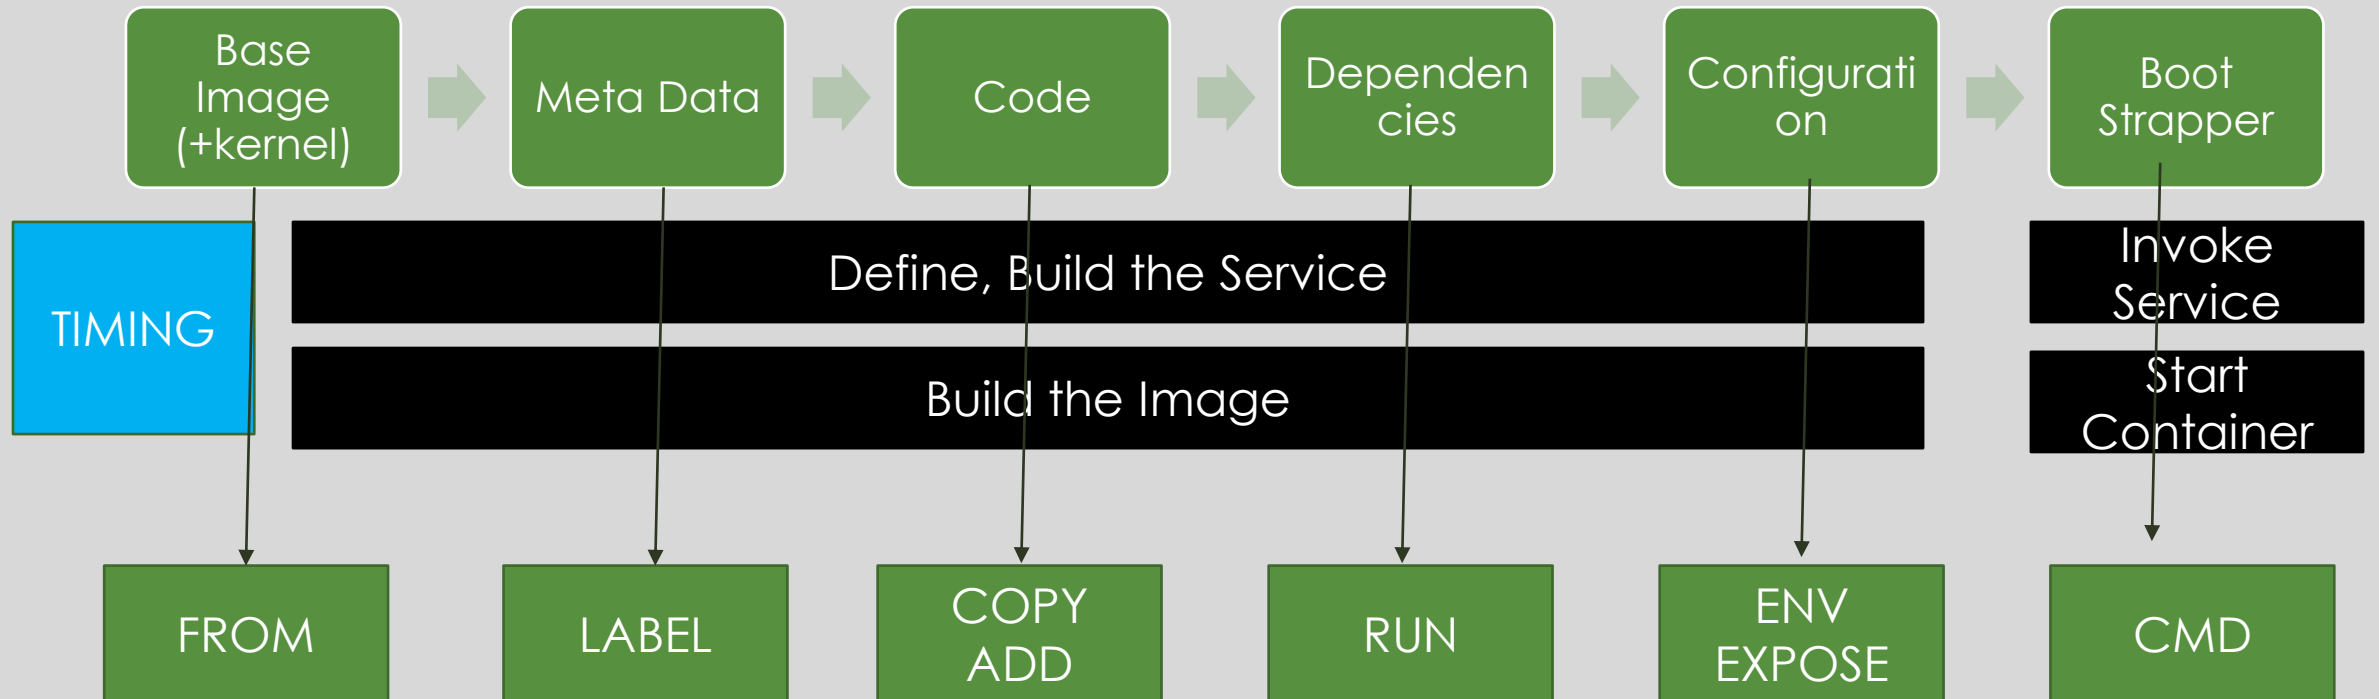 Base
Image
(+kernel)
Meta Data
Code
Dependen
cies
Configurati
on
Boot
Strapper
TIMING
Define, Build the Service
Invoke
Service
Build the Image
Start
Container
FROM
LABEL
COPY
ADD
RUN
ENV
EXPOSE
CMD